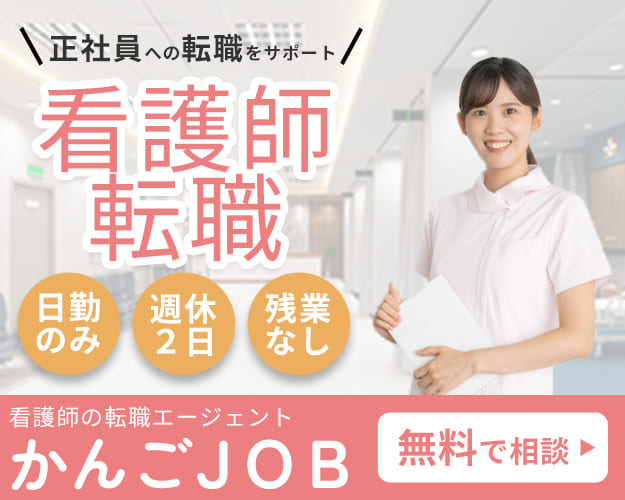 正社員への転職をサポート
看護師
転職
日勤
のみ
週休
２日
残業
なし
看護師の転職エージェント
かんごJOB
無料で相談